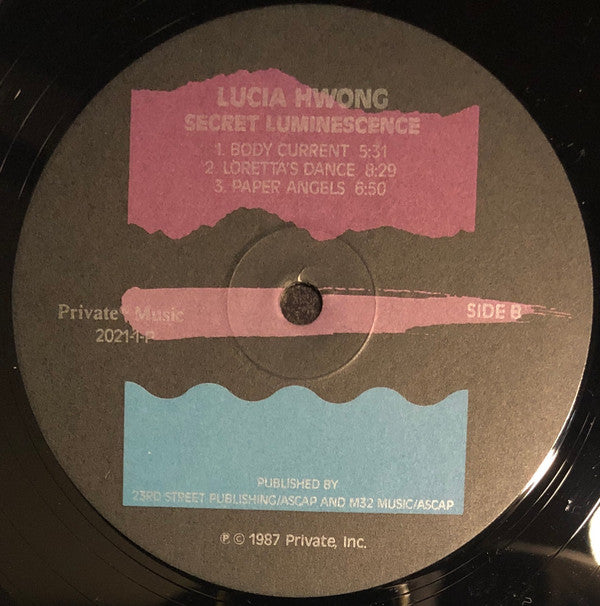 LUCIA HWONG
SECRET LUMINESCENCE
1. BODY CURRENT 5:31
2. LORETTA'S DANCE 8:29
3. PAPER ANGELS 6:50
Private Music
2021-1-P
SIDE B
PUBLISHED BY
23RD STREET PUBLISHING/ASCAP AND M32 MUSIC/ASCAP
℗ © 1987 Private, Inc.